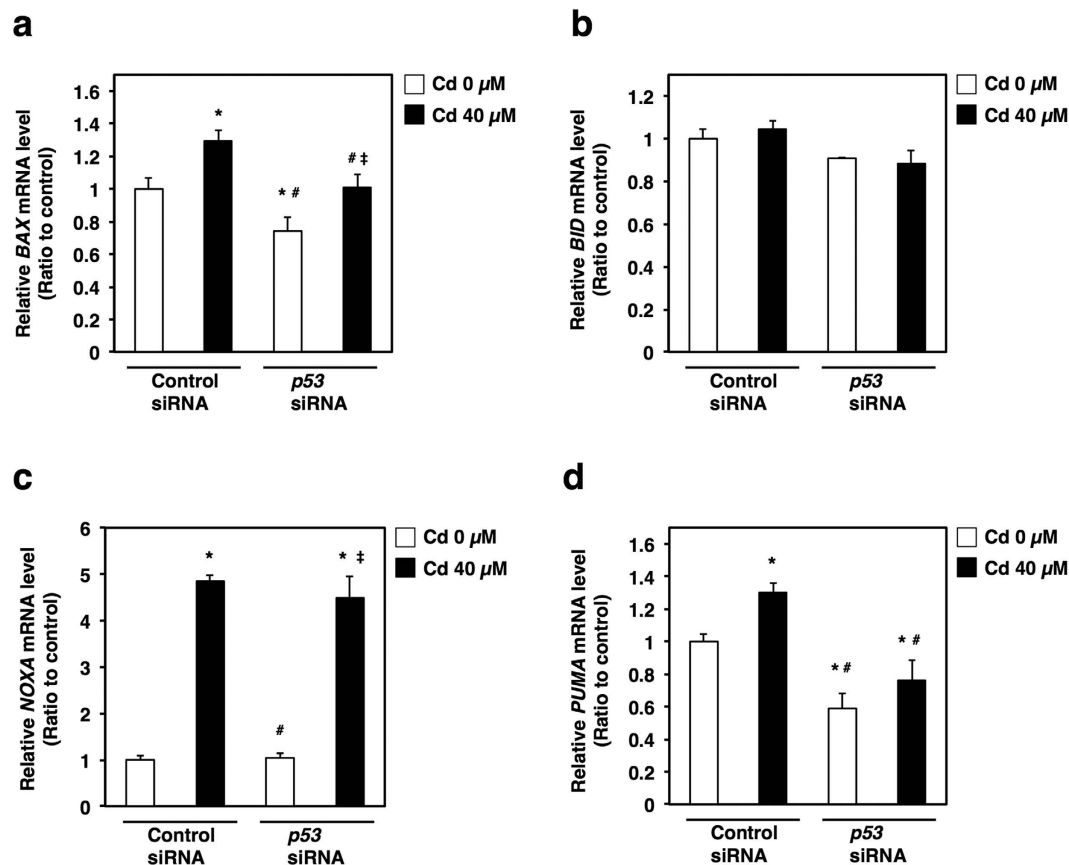 a
Relative BAX mRNA level
(Ratio to control)
1.6
1.4
1.2
1
0.8
0.6
0.4
0.2
0
*
* #
# ‡
Cd 0 µM
Cd 40 µM
Control
siRNA
p53
siRNA
b
Relative BID mRNA level
(Ratio to control)
1.2
1
0.8
0.6
0.4
0.2
0
Cd 0 µM
Cd 40 µM
Control
siRNA
p53
siRNA
c
Relative NOXA mRNA level
(Ratio to control)
6
5
4
3
2
1
0
*
#
* ‡
Cd 0 µM
Cd 40 µM
Control
siRNA
p53
siRNA
d
Relative PUMA mRNA level
(Ratio to control)
1.6
1.4
1.2
1
0.8
0.6
0.4
0.2
0
*
* #
* #
Cd 0 µM
Cd 40 µM
Control
siRNA
p53
siRNA